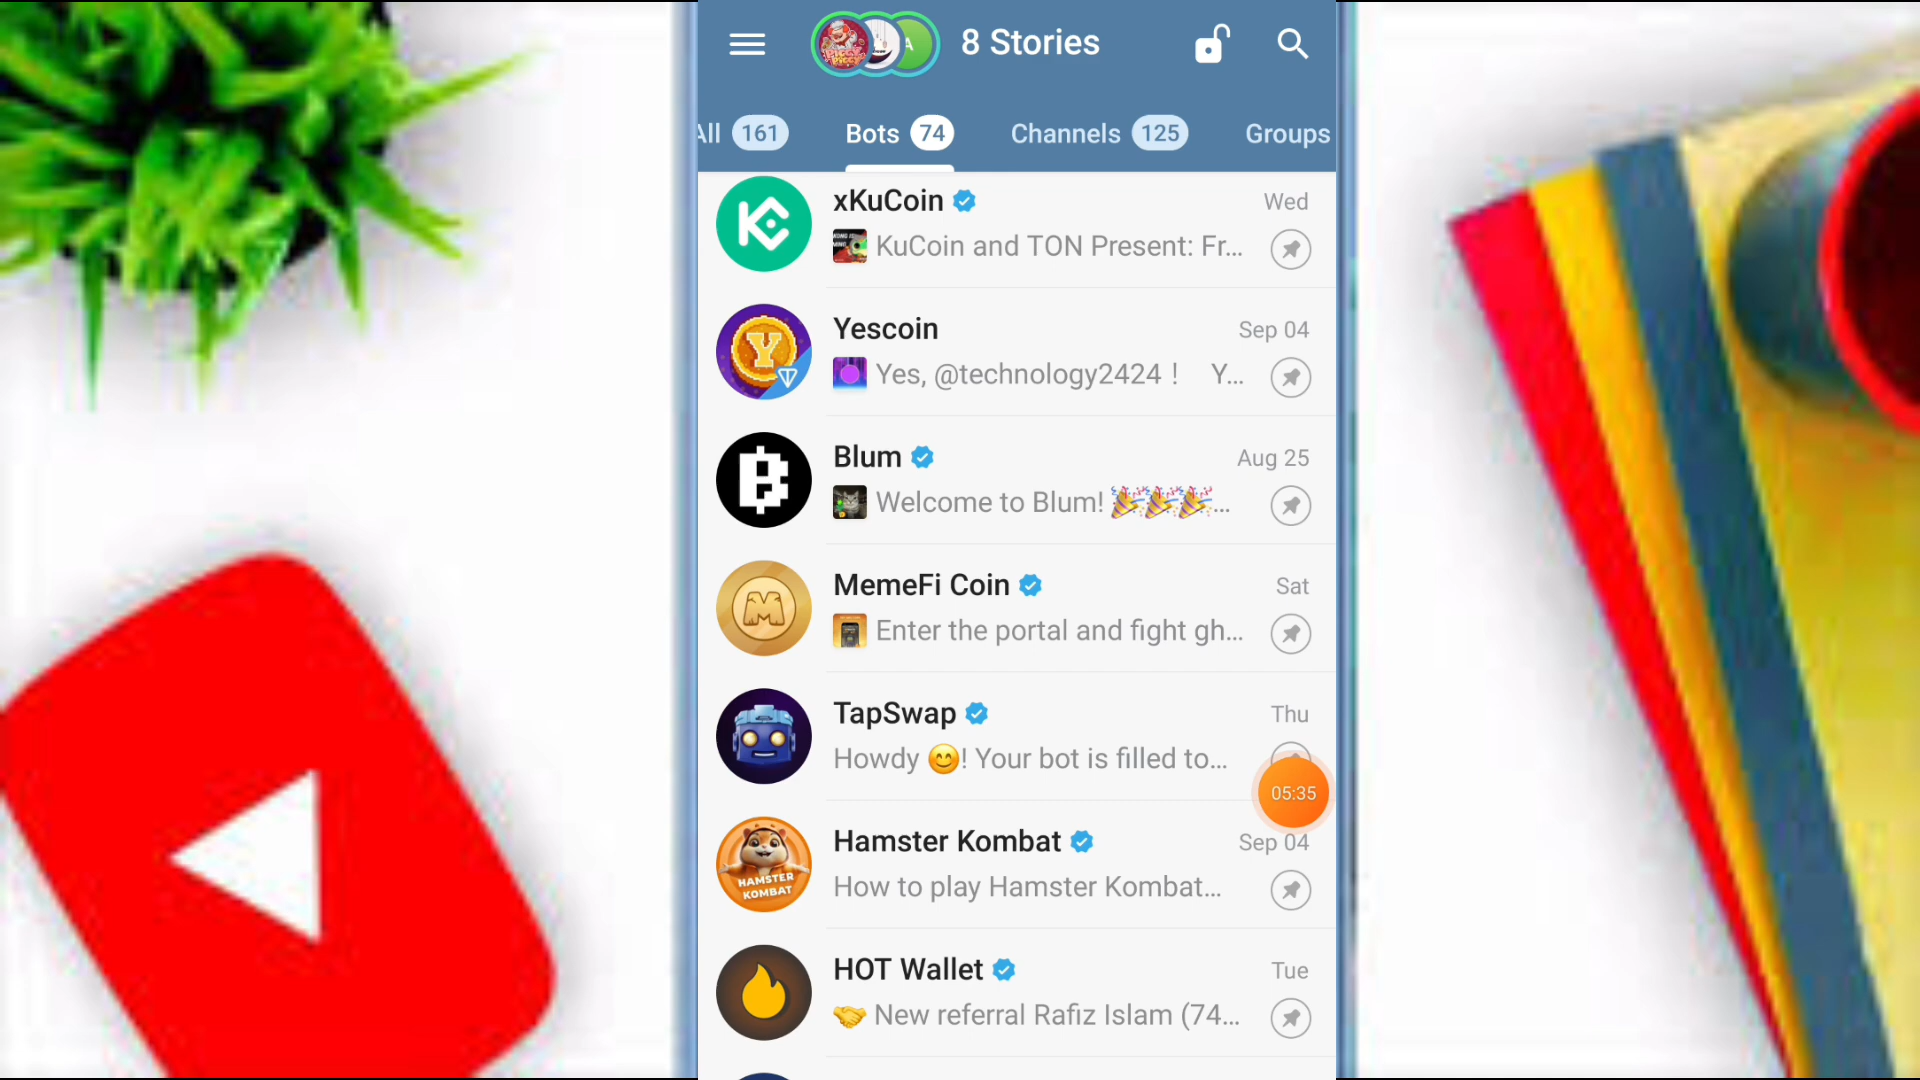 8 Stories
All 161
Bots 74
Channels 125
Groups
xKuCoin
Wed
KuCoin and TON Present: Fr...
Yescoin
Sep 04
Yes, @technology2424 ! Y...
Blum
Aug 25
Welcome to Blum! 🎉🎉🎉...
MemeFi Coin
Sat
Enter the portal and fight gh...
TapSwap
Thu
Howdy 😊! Your bot is filled to...
05:35
Hamster Kombat
Sep 04
How to play Hamster Kombat...
HAMSTER
KOMBAT
HOT Wallet
Tue
🤝 New referral Rafiz Islam (74...